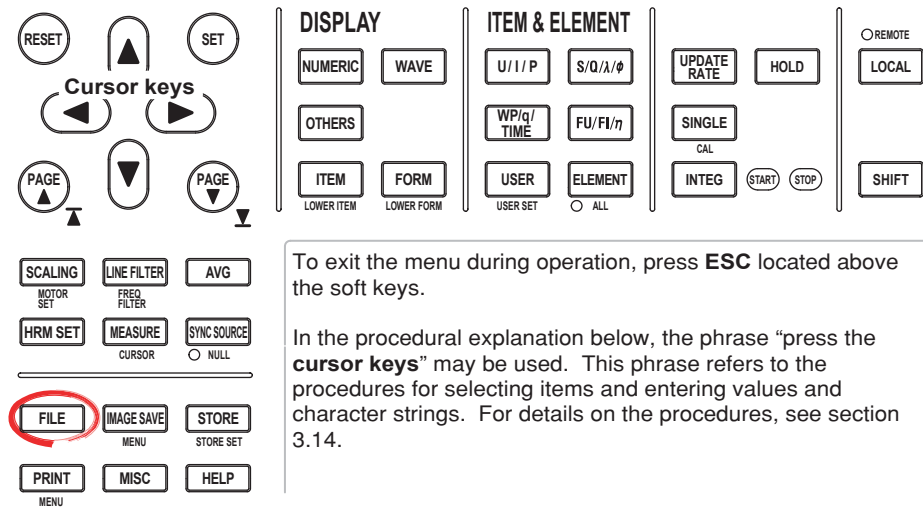 RESET
SET
Cursor keys
PAGE
PAGE
DISPLAY
NUMERIC
WAVE
OTHERS
ITEM
FORM
LOWER ITEM
LOWER FORM
ITEM & ELEMENT
U / I / P
S/Q/λ/ϕ
WP/q/
TIME
FU/FI/η
USER
ELEMENT
USER SET
ALL
UPDATE
RATE
HOLD
SINGLE
CAL
INTEG
START
STOP
REMOTE
LOCAL
SHIFT
SCALING
LINE FILTER
AVG
MOTOR
SET
FREQ
FILTER
HRM SET
MEASURE
SYNC SOURCE
CURSOR
NULL
FILE
IMAGE SAVE
STORE
MENU
STORE SET
PRINT
MISC
HELP
MENU
To exit the menu during operation, press ESC located above
the soft keys.
In the procedural explanation below, the phrase “press the
cursor keys” may be used. This phrase refers to the
procedures for selecting items and entering values and
character strings. For details on the procedures, see section
3.14.